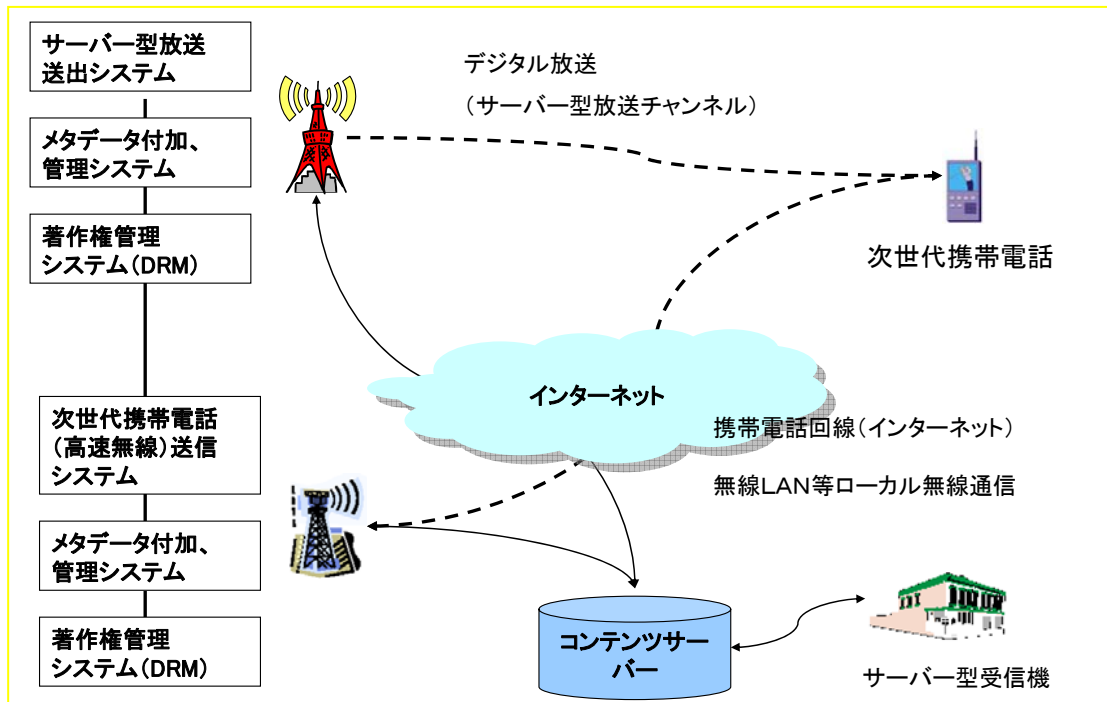 サーバー型放送
送出システム
メタデータ付加、
管理システム
著作権管理
システム（DRM）
次世代携帯電話
（高速無線）送信
システム
メタデータ付加、
管理システム
著作権管理
システム（DRM）
デジタル放送
（サーバー型放送チャンネル）
次世代携帯電話
インターネット
携帯電話回線（インターネット）
無線LAN等ローカル無線通信
コンテンツサー
バー
サーバー型受信機